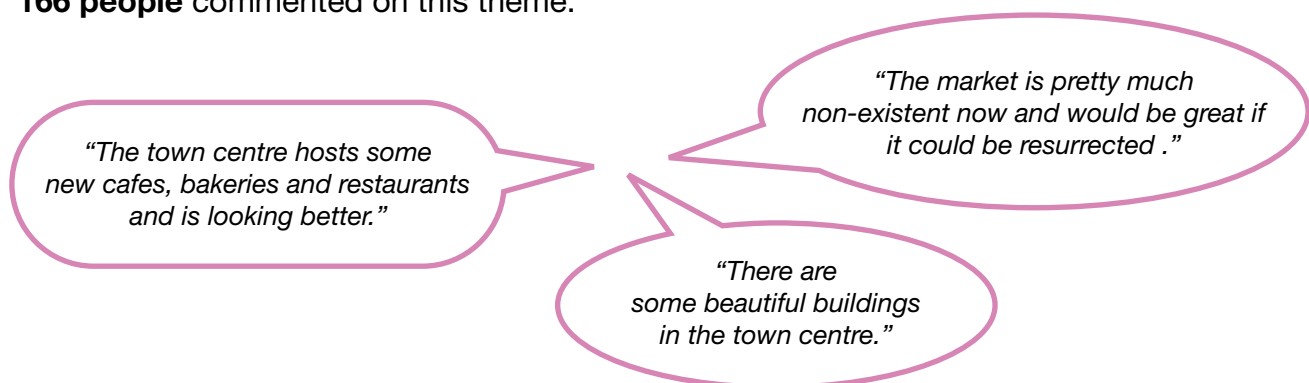 166 people commented on this theme.
“The town centre hosts some
new cafes, bakeries and restaurants
and is looking better.”
“The market is pretty much
non-existent now and would be great if
it could be resurrected .”
“There are
some beautiful buildings
in the town centre.”